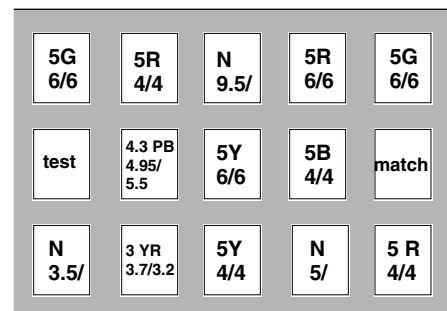 5G
6/6
5R
4/4
N
9.5/
5R
6/6
5G
6/6
test
4.3 PB
4.95/
5.5
5Y
6/6
5B
4/4
match
N
3.5/
3 YR
3.7/3.2
5Y
4/4
N
5/
5 R
4/4